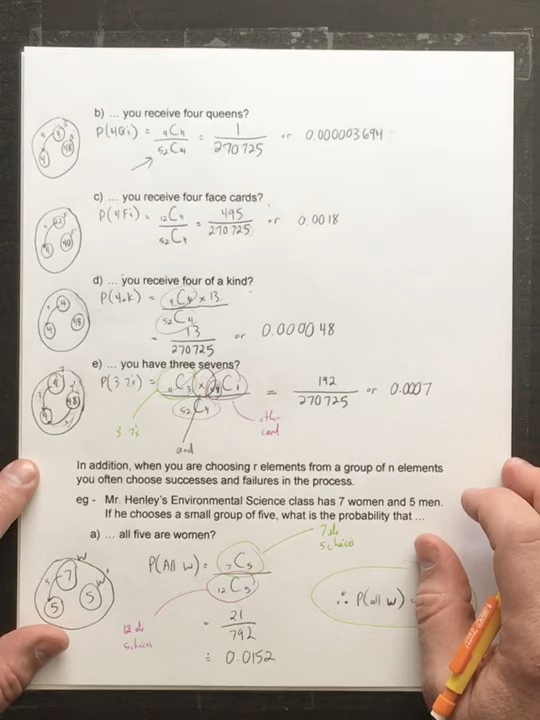 b) ... you receive four queens?
P(4Qi) = ₄C₄ / ₅₂C₄ = 1 / 270725 or 0.000003694
c) ... you receive four face cards?
P(4Fi) = ₁₂C₄ / ₅₂C₄ = 495 / 270725 or 0.0018
d) ... you receive four of a kind?
P(4ok) = ₄C₄ × 13 / ₅₂C₄
= 13 / 270725 or 0.000048
e) ... you have three sevens?
P(3 7s) = ₄C₃ × ₄₈C₁ / ₅₂C₄ = 192 / 270725 or 0.0007
3 7s
and
other card
In addition, when you are choosing r elements from a group of n elements
you often choose successes and failures in the process.
eg - Mr. Henley's Environmental Science class has 7 women and 5 men.
If he chooses a small group of five, what is the probability that ...
a) ... all five are women?
7 de
5 choices
P(All W) = ₇C₅ / ₁₂C₅
12 de
= 21 / 792
= 0.0152
∴ P(all W) =